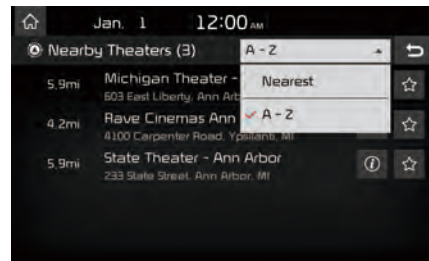 Jan. 1 12:00 AM
Nearby Theaters (3) A - Z
5.9mi Michigan Theater -
Nearest
603 East Liberty, Ann Arb
4.2mi Rave Cinemas Ann
A - Z
4100 Carpenter Road, Ypsilanti, MI
5.9mi State Theater - Ann Arbor
233 State Street, Ann Arbor, MI